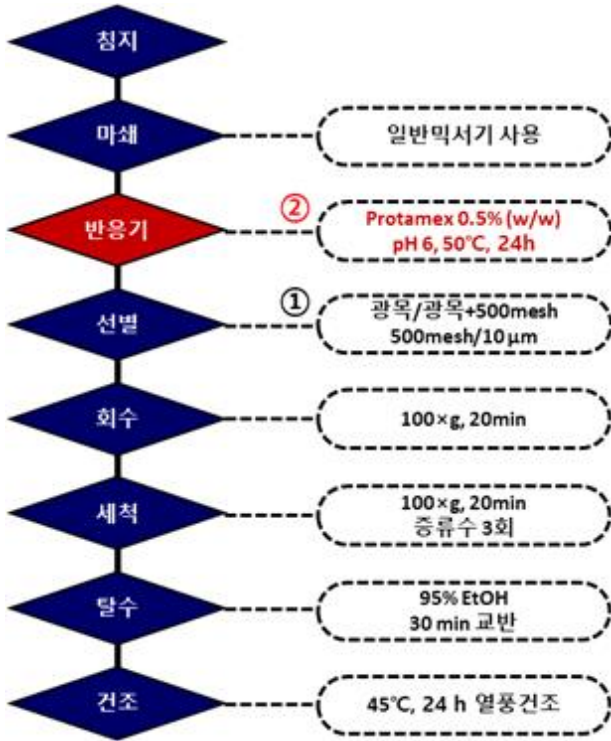 침지
마쇄
일반믹서기 사용
반응기
②
Protamex 0.5% (w/w)
pH 6, 50℃, 24h
선별
①
광목/광목+500mesh
500mesh/10 μm
회수
100×g, 20min
세척
100×g, 20min
증류수 3회
탈수
95% EtOH
30 min 교반
건조
45℃, 24 h 열풍건조